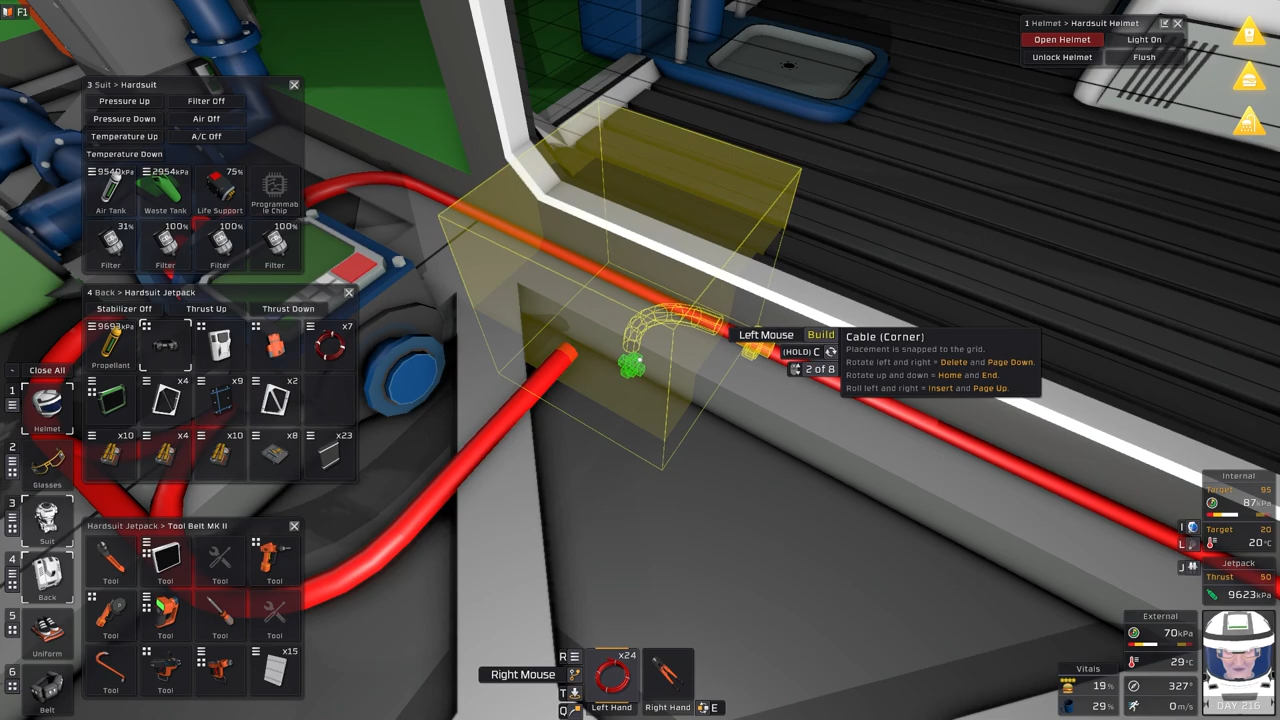 F1
1 Helmet > Hardsuit Helmet
Open Helmet
Light On
Unlock Helmet
Flush
3 Suit > Hardsuit
Pressure Up
Filter Off
Pressure Down
Air Off
Temperature Up
A/C Off
Temperature Down
9549kPa
2954kPa
75%
Air Tank
Waste Tank
Life Support
Programmab
le Chip
31%
100%
100%
100%
Filter
Filter
Filter
Filter
4 Back > Hardsuit Jetpack
Stabilizer Off
Thrust Up
Thrust Down
x7
Propellant
x4
x9
x2
x10
x4
x10
x8
x23
Close All
1
Helmet
2
Glasses
3
Suit
4
Back
5
Uniform
6
Belt
Hardsuit Jetpack > Tool Belt MK II
Tool
Tool
Tool
Tool
Tool
Tool
Tool
Tool
Tool
Tool
Tool
x15
Left Mouse
Build
(HOLD) C
2 of 8
Cable (Corner)
Placement is snapped to the grid.
Rotate left and right = Delete and Page Down.
Rotate up and down = Home and End.
Roll left and right = Insert and Page Up.
Right Mouse
R
T
Q
x24
Left Hand
Right Hand
E
Internal
Target 95
87kPa
Target 20
20°C
I
L
J
Jetpack
Thrust 50
9623kPa
External
70kPa
29°C
327°
0m/s
Vitals
19%
29%
DAY 216